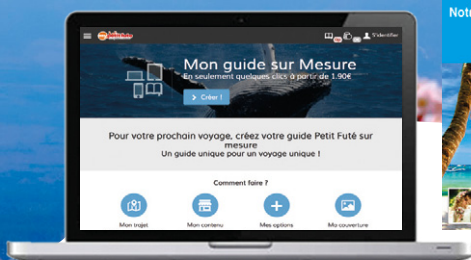 Notr
S'identifier
Mon guide sur
Mesure
En seulement quelques clics à partir de 1.90€
> Créer !
Pour votre prochain voyage, créez votre guide Petit Futé sur
mesure
Un guide unique pour un voyage unique !
Comment faire ?
Mon trajet
Mon contenu
Mes options
Ma couverture